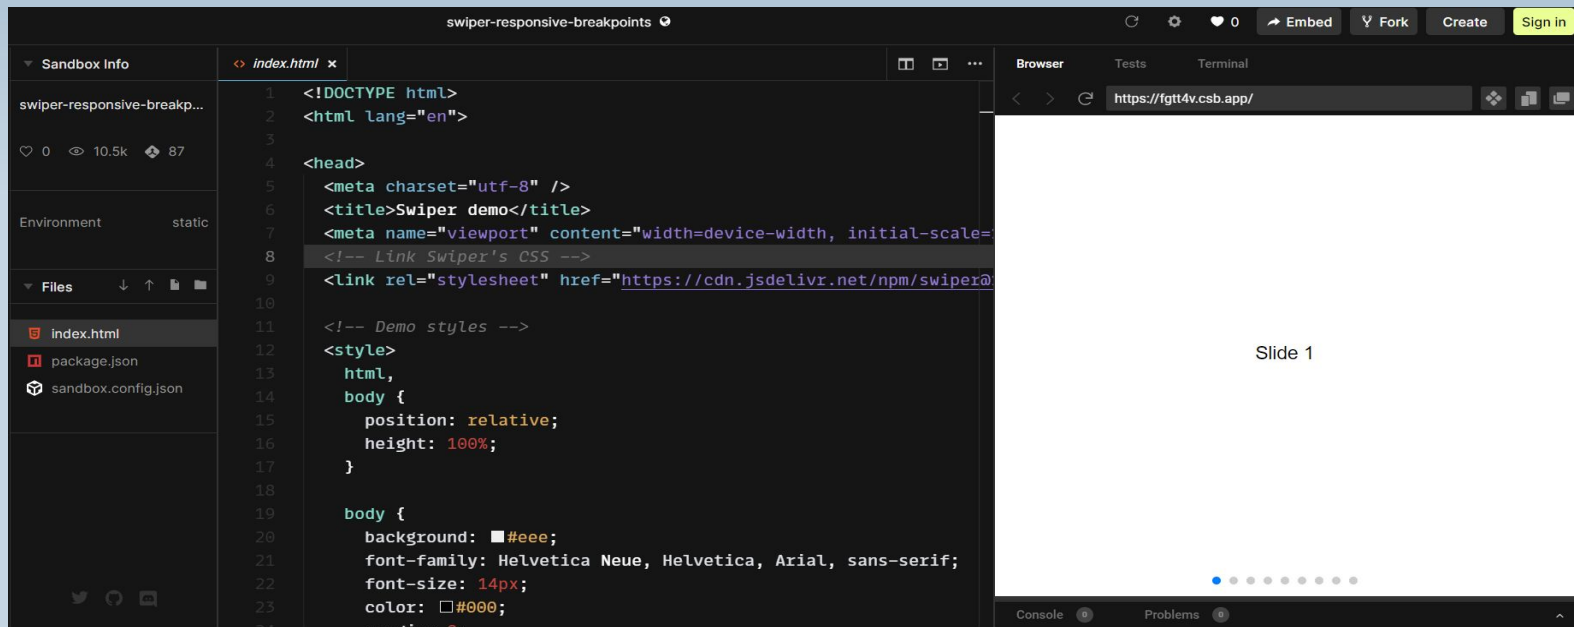 swiper-responsive-breakpoints
0
Embed
Fork
Create
Sign in
Sandbox Info
swiper-responsive-breakp...
0 10.5k 87
Environment static
Files
index.html
package.json
sandbox.config.json
index.html ×
1 <!DOCTYPE html>
2 <html lang="en">
3
4 <head>
5 <meta charset="utf-8" />
6 <title>Swiper demo</title>
7 <meta name="viewport" content="width=device-width, initial-scale=
8 <!-- Link Swiper's CSS -->
9 <link rel="stylesheet" href="https://cdn.jsdelivr.net/npm/swiper@
10
11 <!-- Demo styles -->
12 <style>
13 html,
14 body {
15 position: relative;
16 height: 100%;
17 }
18
19 body {
20 background: #eee;
21 font-family: Helvetica Neue, Helvetica, Arial, sans-serif;
22 font-size: 14px;
23 color: #000;
Browser Tests Terminal
https://fgtt4v.csb.app/
Slide 1
Console 0 Problems 0